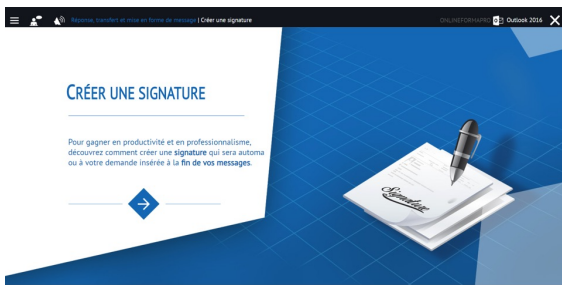 Réponse, transfert et mise en forme de message | Créer une signature
ONLINEFORMAPRO Outlook 2016
CRÉER UNE SIGNATURE
Pour gagner en productivité et en professionnalisme,
découvrez comment créer une signature qui sera automa
ou à votre demande insérée à la fin de vos messages.
Signature